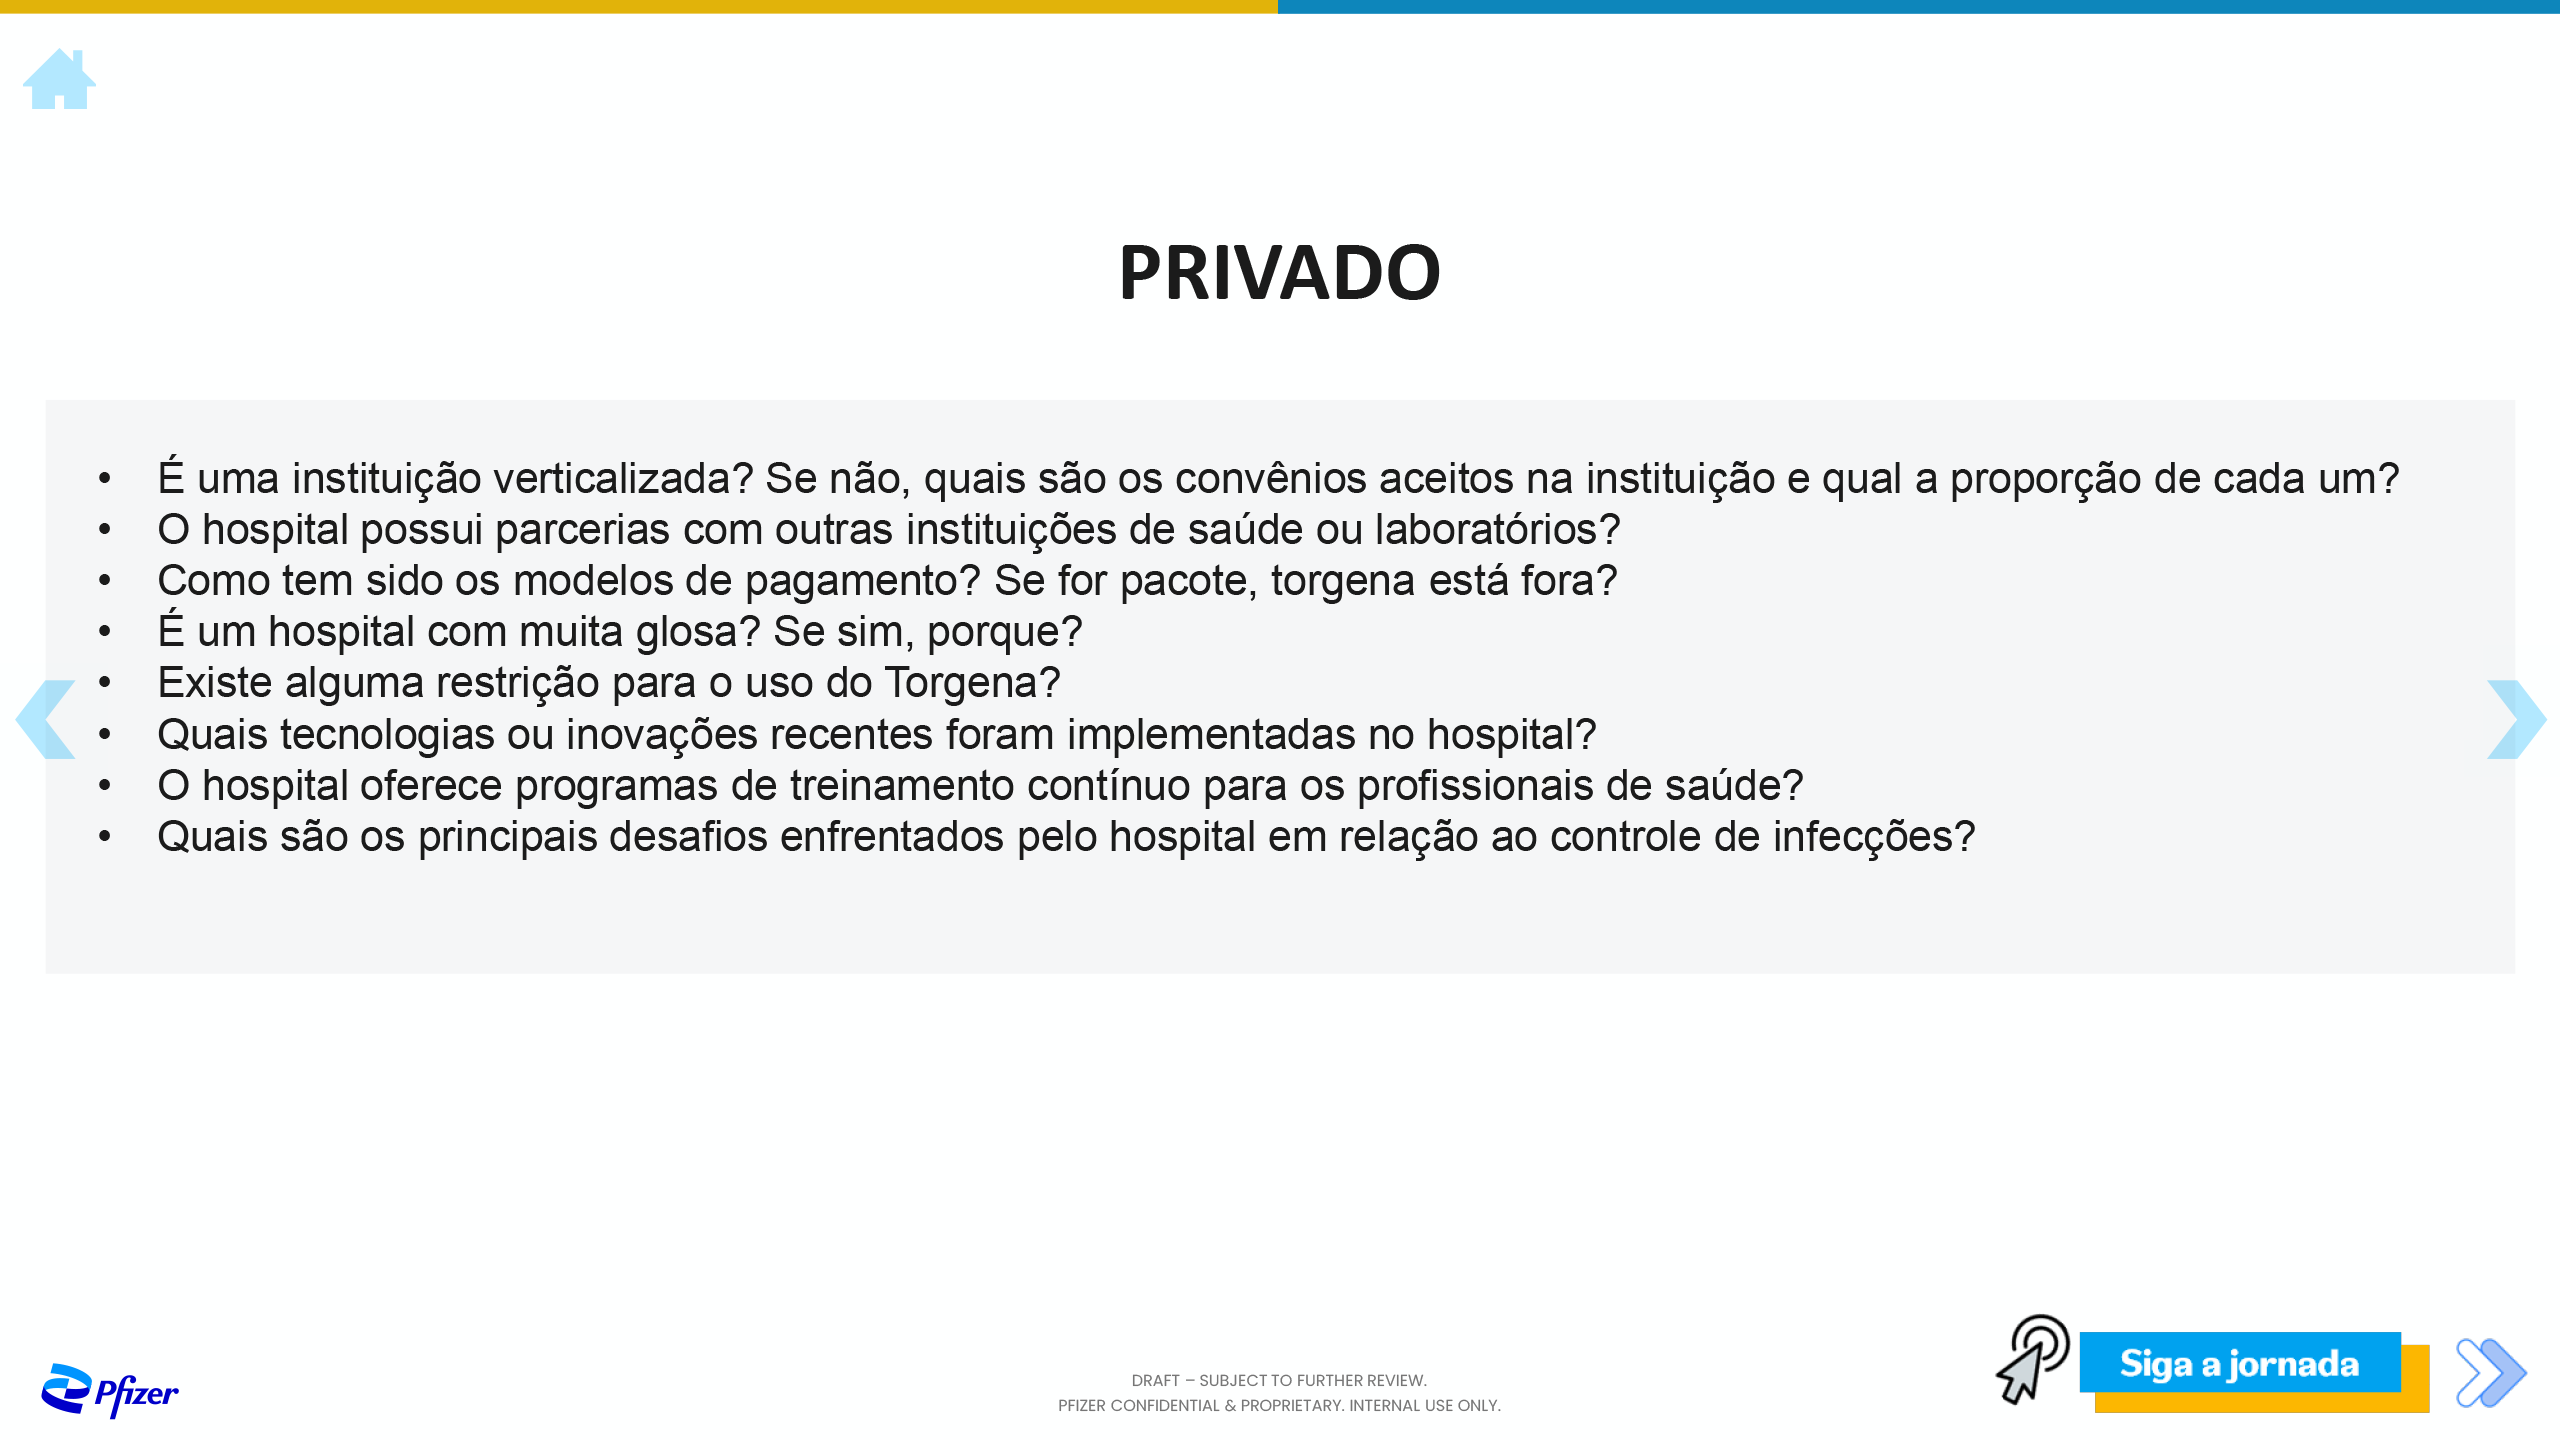 PRIVADO
• É uma instituição verticalizada? Se não, quais são os convênios aceitos na instituição e qual a proporção de cada um?
• O hospital possui parcerias com outras instituições de saúde ou laboratórios?
• Como tem sido os modelos de pagamento? Se for pacote, torgena está fora?
• É um hospital com muita glosa? Se sim, porque?
• Existe alguma restrição para o uso do Torgena?
• Quais tecnologias ou inovações recentes foram implementadas no hospital?
• O hospital oferece programas de treinamento contínuo para os profissionais de saúde?
• Quais são os principais desafios enfrentados pelo hospital em relação ao controle de infecções?
Siga a jornada
Pfizer
DRAFT – SUBJECT TO FURTHER REVIEW.
PFIZER CONFIDENTIAL & PROPRIETARY. INTERNAL USE ONLY.